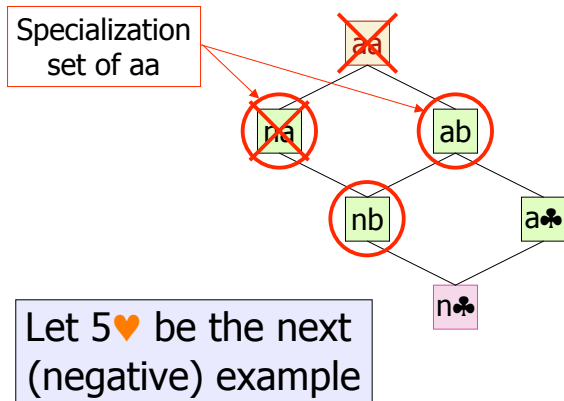 Specialization
set of aa
aa
na
ab
nb
a♣
n♣
Let 5♥ be the next
(negative) example